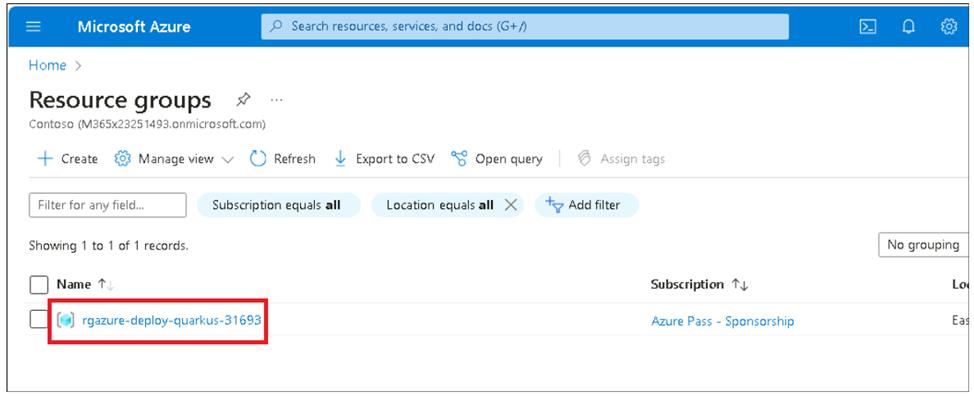 Microsoft Azure
Search resources, services, and docs (G+/)
Home >
Resource groups
Contoso (M365x23251493.onmicrosoft.com)
Create Manage view Refresh Export to CSV Open query Assign tags
Filter for any field... Subscription equals all Location equals all Add filter
Showing 1 to 1 of 1 records.
No grouping
Name Subscription Lo
rgazure-deploy-quarkus-31693 Azure Pass - Sponsorship Eas